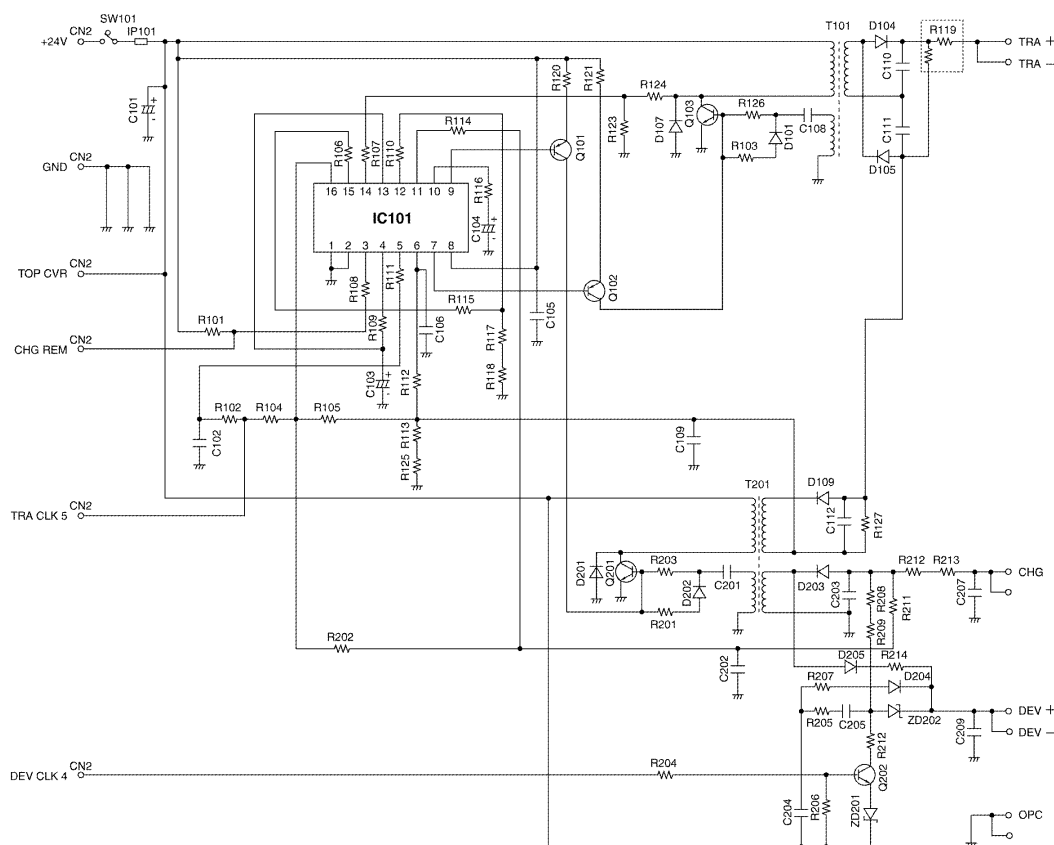 SW101
CN2
IP101
+24V
T101
D104
R119
TRA +
TRA –
C110
R120
R121
R124
C101
+
-
R114
R123
D107
Q103
R126
D101
C108
C111
R103
D105
GND
CN2
R106
R107
R110
Q101
16 15 14 13 12 11 10 9
R116
IC101
C104
+
-
1 2 3 4 5 6 7 8
TOP CVR
CN2
R108
R111
Q102
R115
C105
R101
R109
C106
R117
CHG REM
CN2
C103
+
-
R112
R118
R102
R104
R105
C102
R113
C109
R125
TRA CLK 5
CN2
T201
D109
C112
R127
D201
Q201
R203
D202
C201
D203
C203
R208
R211
R212
R213
C207
CHG
R201
R209
R202
C202
D205
R214
R207
D204
R205
C205
ZD202
C209
DEV +
DEV –
R212
DEV CLK 4
CN2
R204
Q202
C204
R206
ZD201
OPC